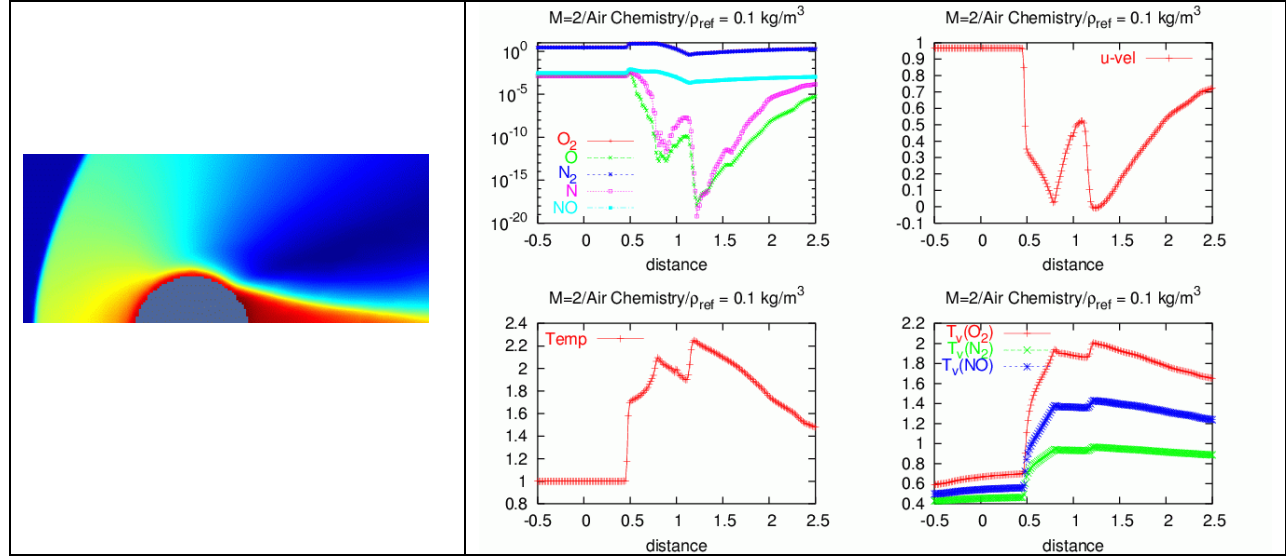 M=2/Air Chemistry/ρref = 0.1 kg/m³
10⁰
10⁻⁵
10⁻¹⁰
10⁻¹⁵
10⁻²⁰
O₂
O
N₂
N
NO
-0.5 0 0.5 1 1.5 2 2.5
distance
M=2/Air Chemistry/ρref = 0.1 kg/m³
1
0.9
0.8
0.7
0.6
0.5
0.4
0.3
0.2
0.1
0
-0.1
u-vel
-0.5 0 0.5 1 1.5 2 2.5
distance
M=2/Air Chemistry/ρref = 0.1 kg/m³
2.4
2.2
2
1.8
1.6
1.4
1.2
1
0.8
Temp
-0.5 0 0.5 1 1.5 2 2.5
distance
M=2/Air Chemistry/ρref = 0.1 kg/m³
2.2
2
1.8
1.6
1.4
1.2
1
0.8
0.6
0.4
Tv(O₂)
Tv(N₂)
Tv(NO)
-0.5 0 0.5 1 1.5 2 2.5
distance